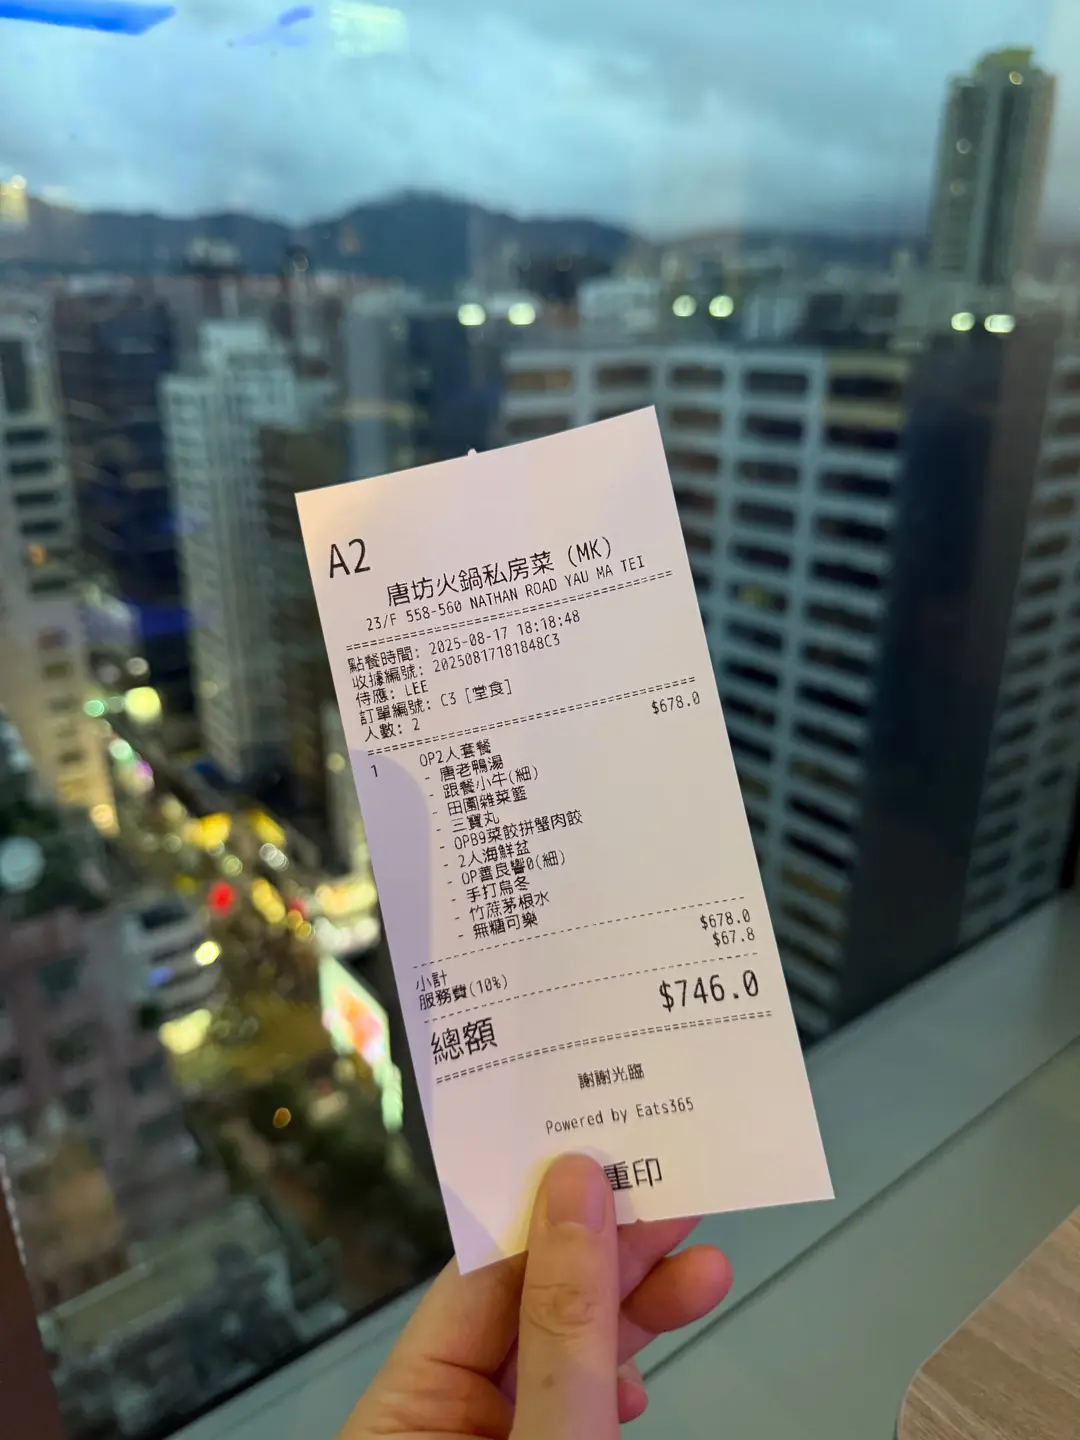 A2
唐坊火鍋私房菜 (MK)
23/F 558-560 NATHAN ROAD YAU MA TEI
點餐時間: 2025-08-17 18:18:48
收據編號: 20250817181848C3
侍應: LEE
訂單編號: C3 [堂食]
人數: 2
1 OP2人套餐 $678.0
- 唐老鴨湯
- 跟餐小牛(細)
- 田園雜菜籃
- 三寶丸
- OPB9菜餃拼蟹肉餃
- 2人海鮮盆
- OP善良響0(細)
- 手打烏冬
- 竹蔗茅根水
- 無糖可樂
小計 $678.0
服務費(10%) $67.8
總額 $746.0
謝謝光臨
Powered by Eats365
重印